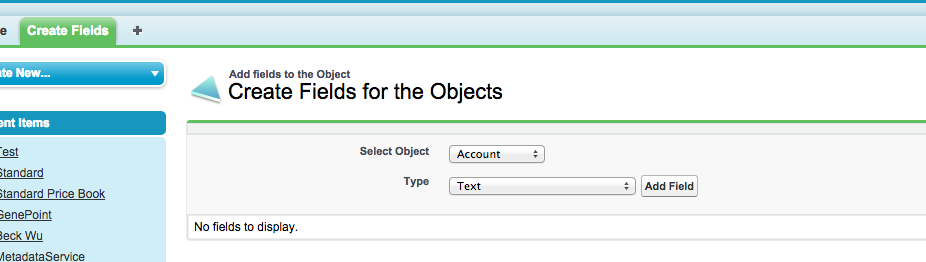 e Create Fields +
ate New...
Add fields to the Object
Create Fields for the Objects
ent Items
Test
Standard
Standard Price Book
GenePoint
Beck Wu
MetadataService
Select Object Account
Type Text Add Field
No fields to display.